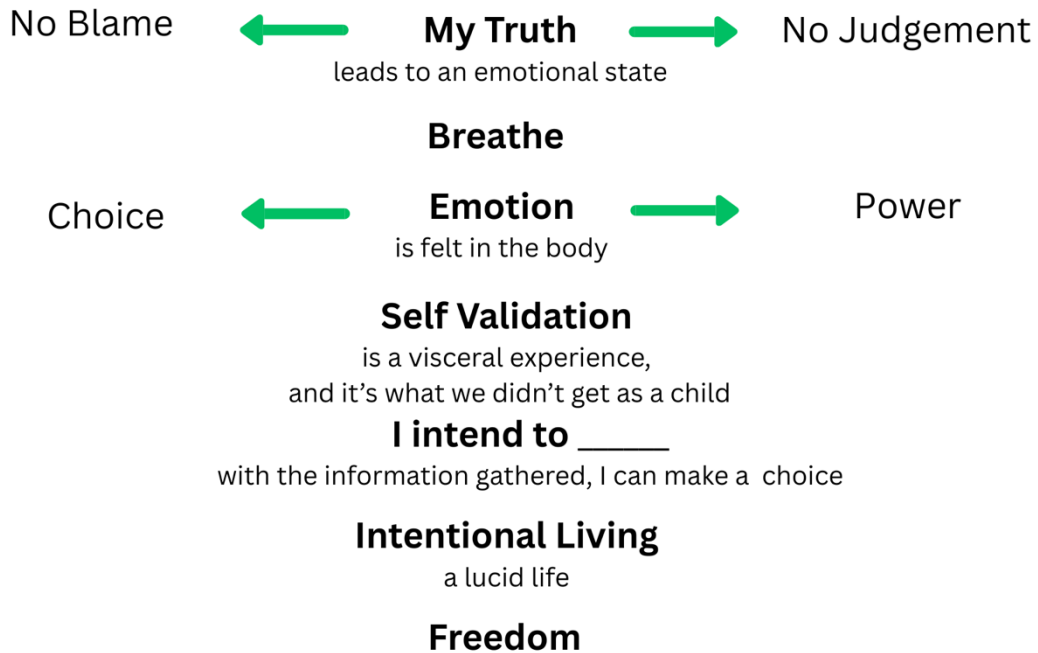 No Blame My Truth No Judgement
leads to an emotional state
Breathe
Choice Emotion Power
is felt in the body
Self Validation
is a visceral experience,
and it’s what we didn’t get as a child
I intend to _____
with the information gathered, I can make a choice
Intentional Living
a lucid life
Freedom